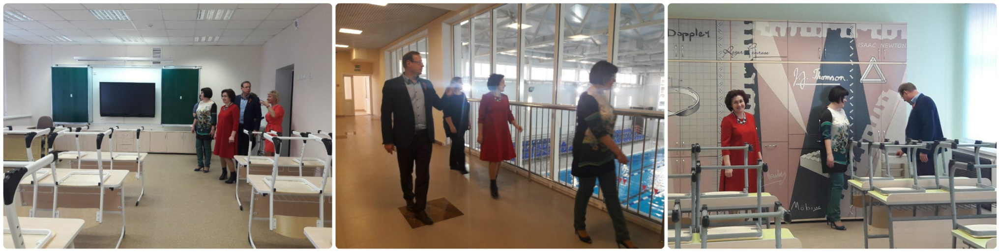 Doppler
Roger Penrose
ISAAC NEWTON
J.J. Thomson.
Möbius